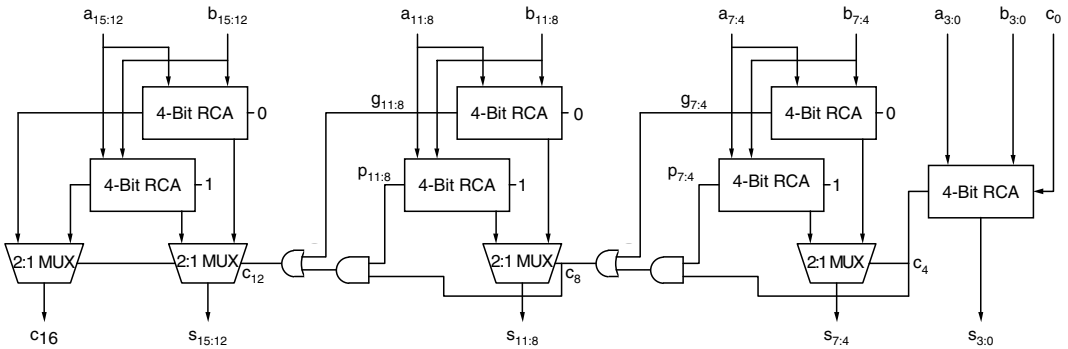 a15:12 b15:12 a11:8 b11:8 a7:4 b7:4 a3:0 b3:0 c0
4-Bit RCA 0 g11:8 4-Bit RCA 0 g7:4 4-Bit RCA 0
4-Bit RCA 1 p11:8 4-Bit RCA 1 p7:4 4-Bit RCA 1 4-Bit RCA
2:1 MUX 2:1 MUX c12 2:1 MUX c8 2:1 MUX c4
c16 s15:12 s11:8 s7:4 s3:0